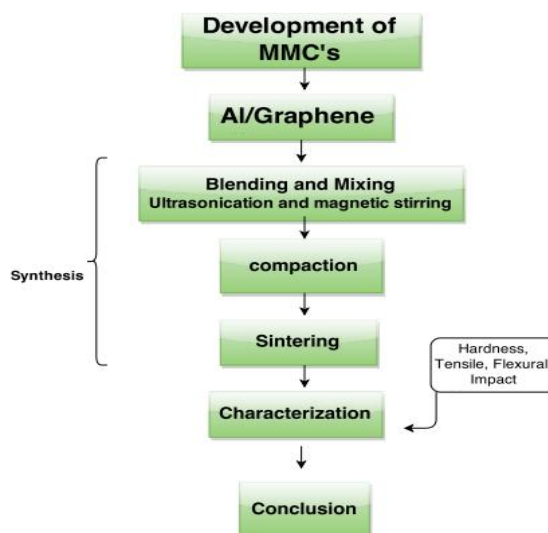 Development of
MMC's
Al/Graphene
Blending and Mixing
Ultrasonication and magnetic stirring
compaction
Synthesis
Sintering
Hardness,
Tensile, Flexural
Impact
Characterization
Conclusion